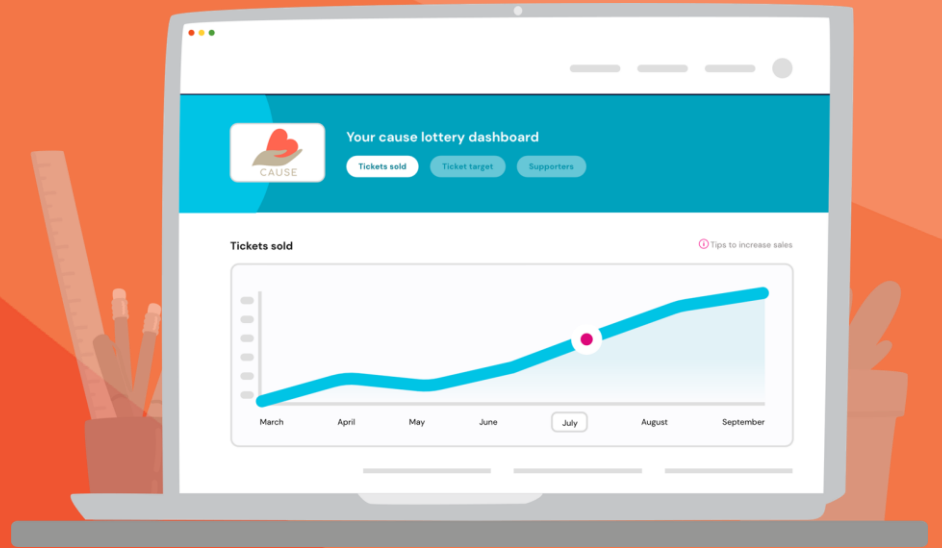 Your cause lottery dashboard
CAUSE
Tickets sold
Ticket target
Supporters
Tickets sold
Tips to increase sales
March
April
May
June
July
August
September